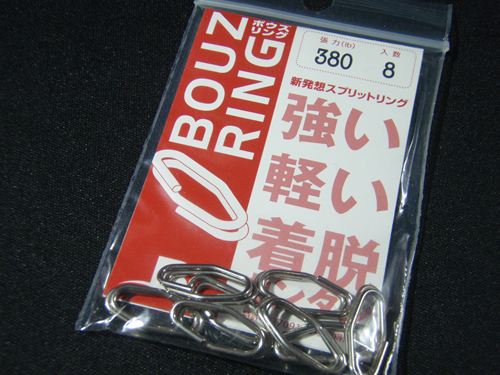 BOUZ
RING
ボウズ
リング
張力(lb)
380
入数
8
新発想スプリットリング
強い
軽い
着脱